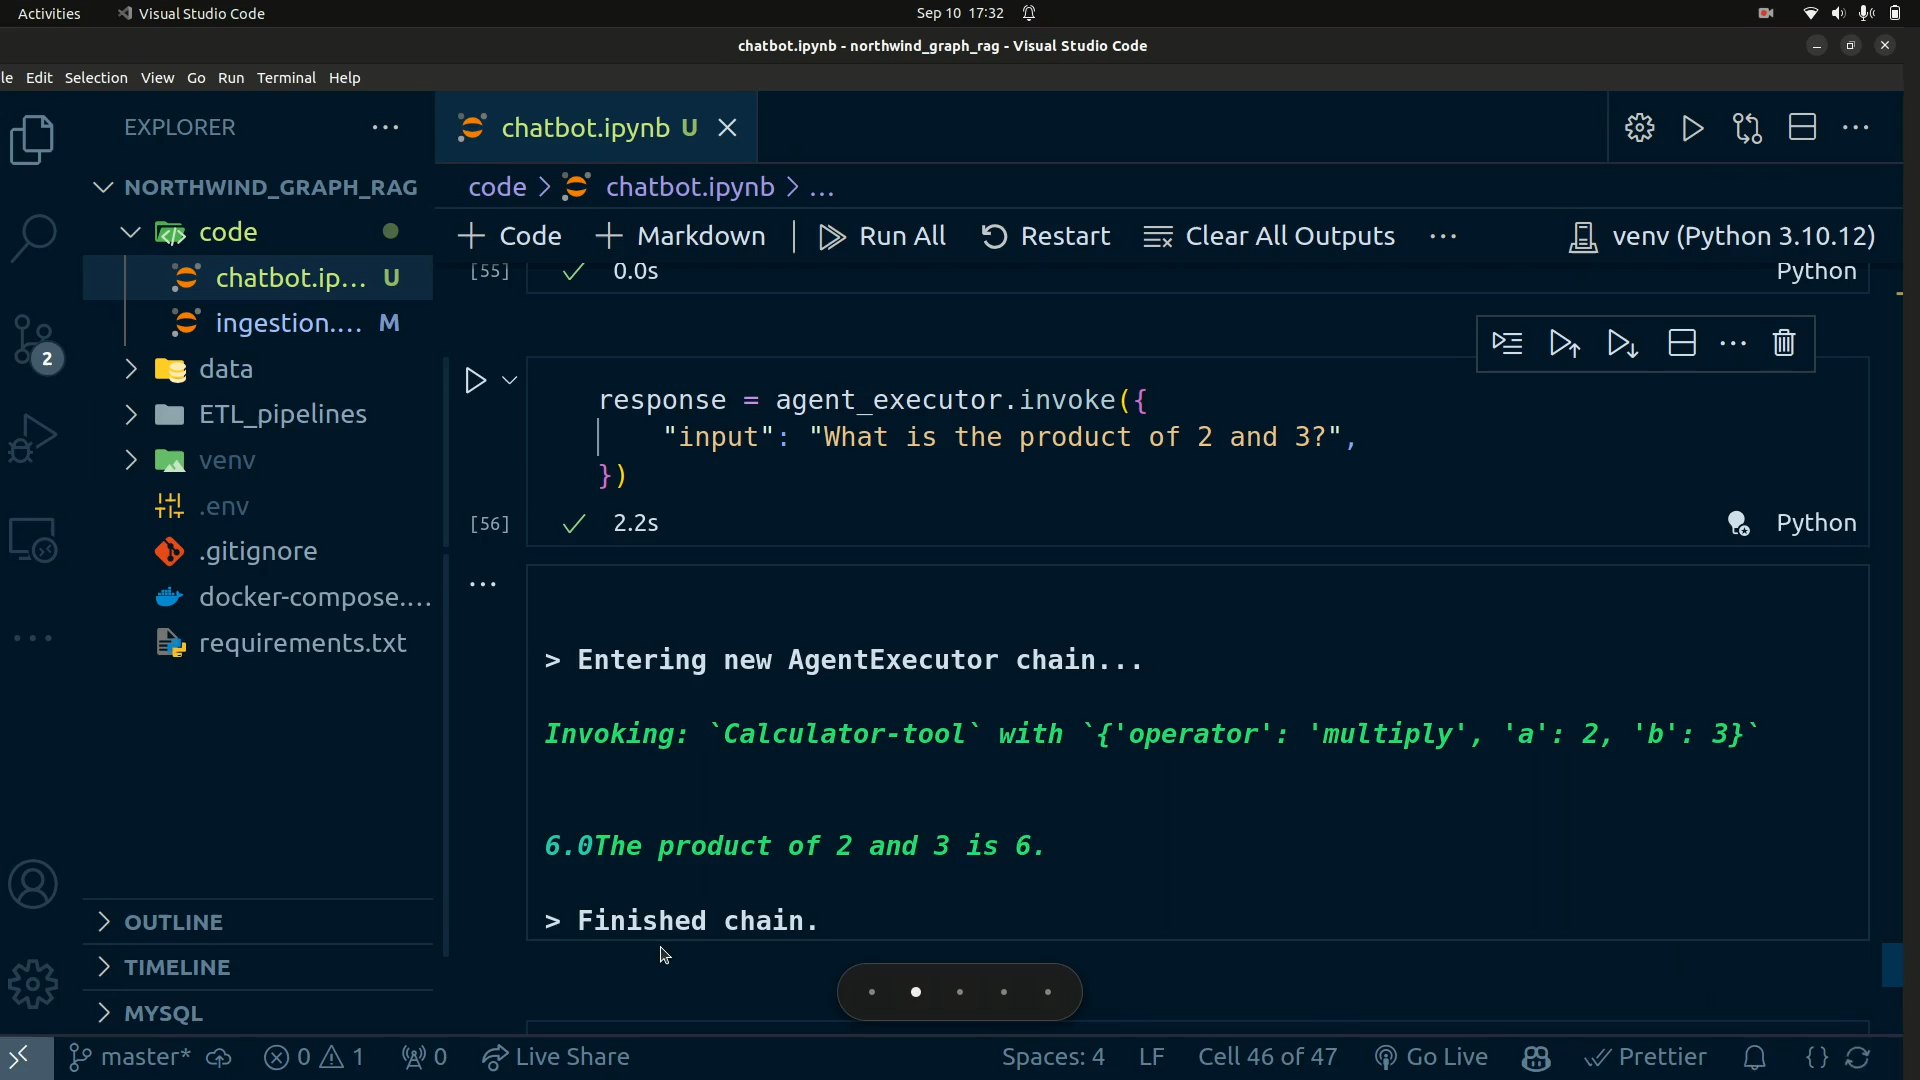 Activities
Visual Studio Code
Sep 10 17:32
chatbot.ipynb - northwind_graph_rag - Visual Studio Code
le Edit Selection View Go Run Terminal Help
EXPLORER
chatbot.ipynb U
NORTHWIND_GRAPH_RAG
code > chatbot.ipynb > ...
code
+ Code + Markdown Run All Restart Clear All Outputs ... venv (Python 3.10.12)
chatbot.ip... U
[55] 0.0s Python
ingestion.... M
2
data
ETL_pipelines
venv
.env
.gitignore
docker-compose....
requirements.txt
response = agent_executor.invoke({
"input": "What is the product of 2 and 3?",
})
[56] 2.2s Python
> Entering new AgentExecutor chain...
Invoking: `Calculator-tool` with `{'operator': 'multiply', 'a': 2, 'b': 3}`
6.0The product of 2 and 3 is 6.
> Finished chain.
OUTLINE
TIMELINE
MYSQL
master* 0 1 0 Live Share Spaces: 4 LF Cell 46 of 47 Go Live Prettier {}